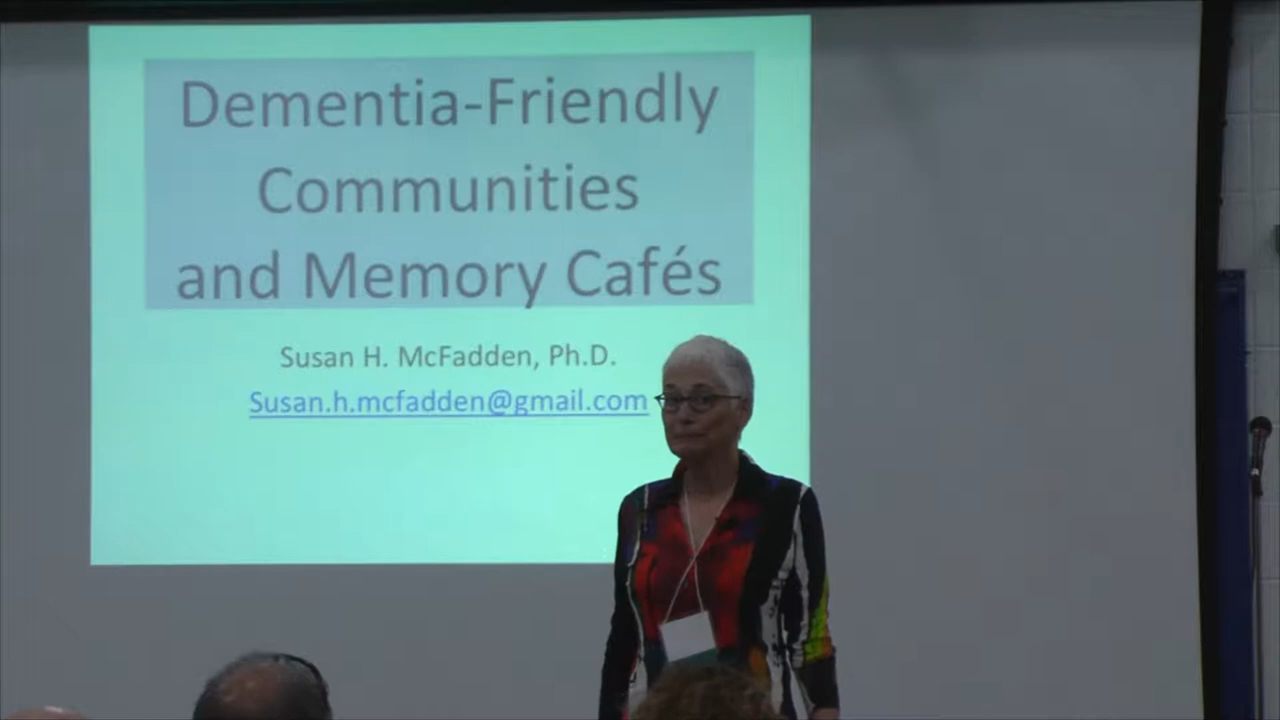 Dementia-Friendly
Communities
and Memory Cafés
Susan H. McFadden, Ph.D.
Susan.h.mcfadden@gmail.com